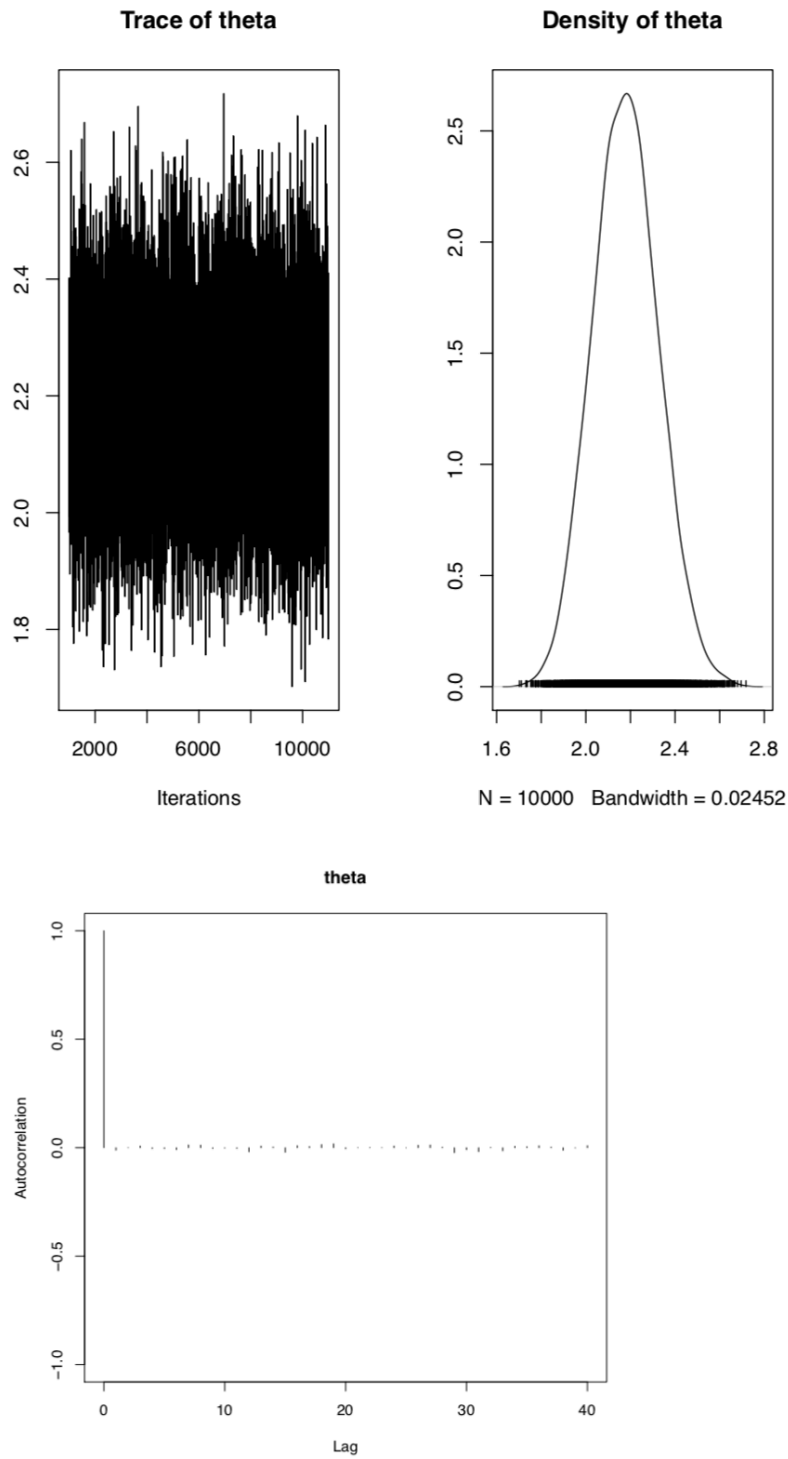 Trace of theta
Density of theta
2.6
2.4
2.2
2.0
1.8
2000 6000 10000
Iterations
2.5
2.0
1.5
1.0
0.5
0.0
1.6 2.0 2.4 2.8
N = 10000 Bandwidth = 0.02452
theta
Autocorrelation
1.0
0.5
0.0
−0.5
−1.0
0 10 20 30 40
Lag